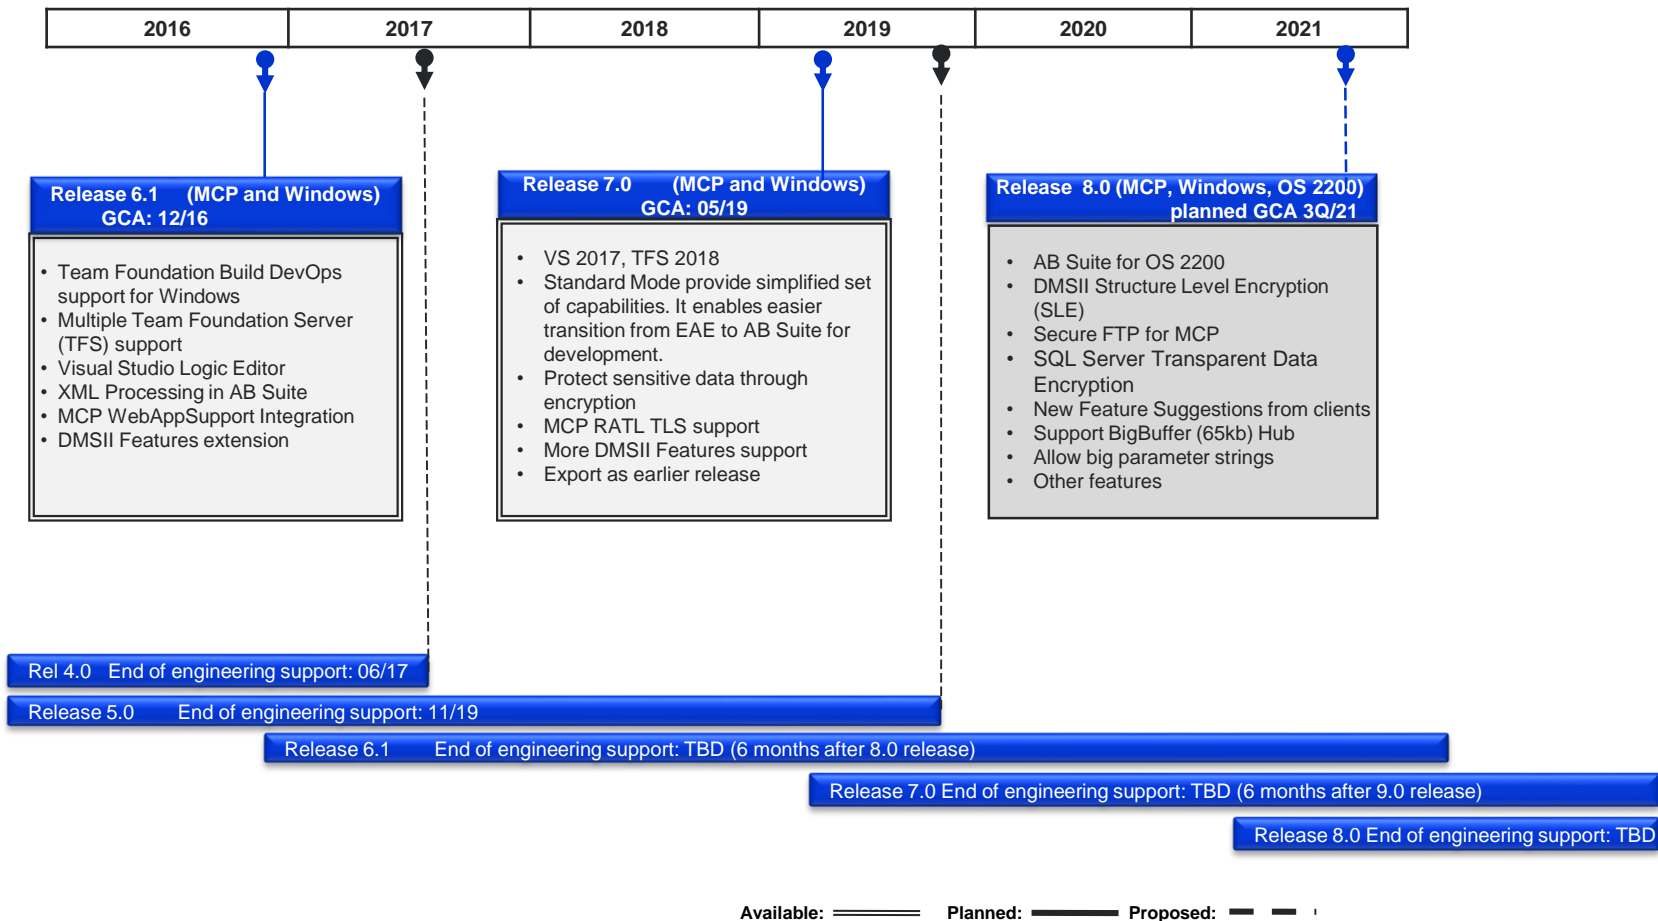 2016 2017 2018 2019 2020 2021
Release 6.1 (MCP and Windows)
GCA: 12/16
• Team Foundation Build DevOps
support for Windows
• Multiple Team Foundation Server
(TFS) support
• Visual Studio Logic Editor
• XML Processing in AB Suite
• MCP WebAppSupport Integration
• DMSII Features extension
Release 7.0 (MCP and Windows)
GCA: 05/19
• VS 2017, TFS 2018
• Standard Mode provide simplified set
of capabilities. It enables easier
transition from EAE to AB Suite for
development.
• Protect sensitive data through
encryption
• MCP RATL TLS support
• More DMSII Features support
• Export as earlier release
Release 8.0 (MCP, Windows, OS 2200)
planned GCA 3Q/21
• AB Suite for OS 2200
• DMSII Structure Level Encryption
(SLE)
• Secure FTP for MCP
• SQL Server Transparent Data
Encryption
• New Feature Suggestions from clients
• Support BigBuffer (65kb) Hub
• Allow big parameter strings
• Other features
Rel 4.0 End of engineering support: 06/17
Release 5.0 End of engineering support: 11/19
Release 6.1 End of engineering support: TBD (6 months after 8.0 release)
Release 7.0 End of engineering support: TBD (6 months after 9.0 release)
Release 8.0 End of engineering support: TBD
Available: Planned: Proposed: